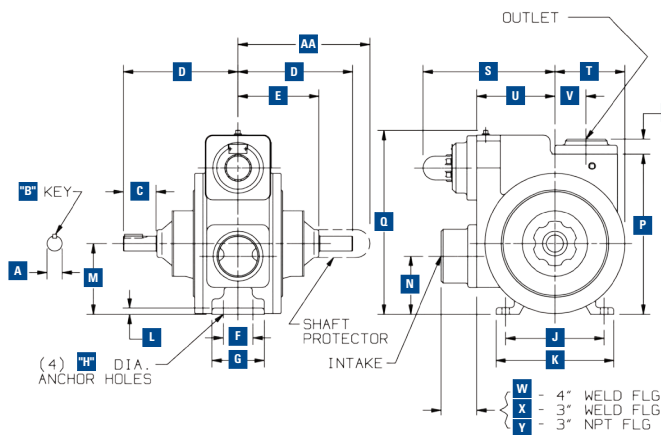 OUTLET
AA
D
D
S
T
E
U
V
"B" KEY
C
Q
P
A
M
N
L
F
G
J
K
SHAFT
PROTECTOR
(4) "H" DIA.
ANCHOR HOLES
INTAKE
W - 4" WELD FLG
X - 3" WELD FLG
Y - 3" NPT FLG